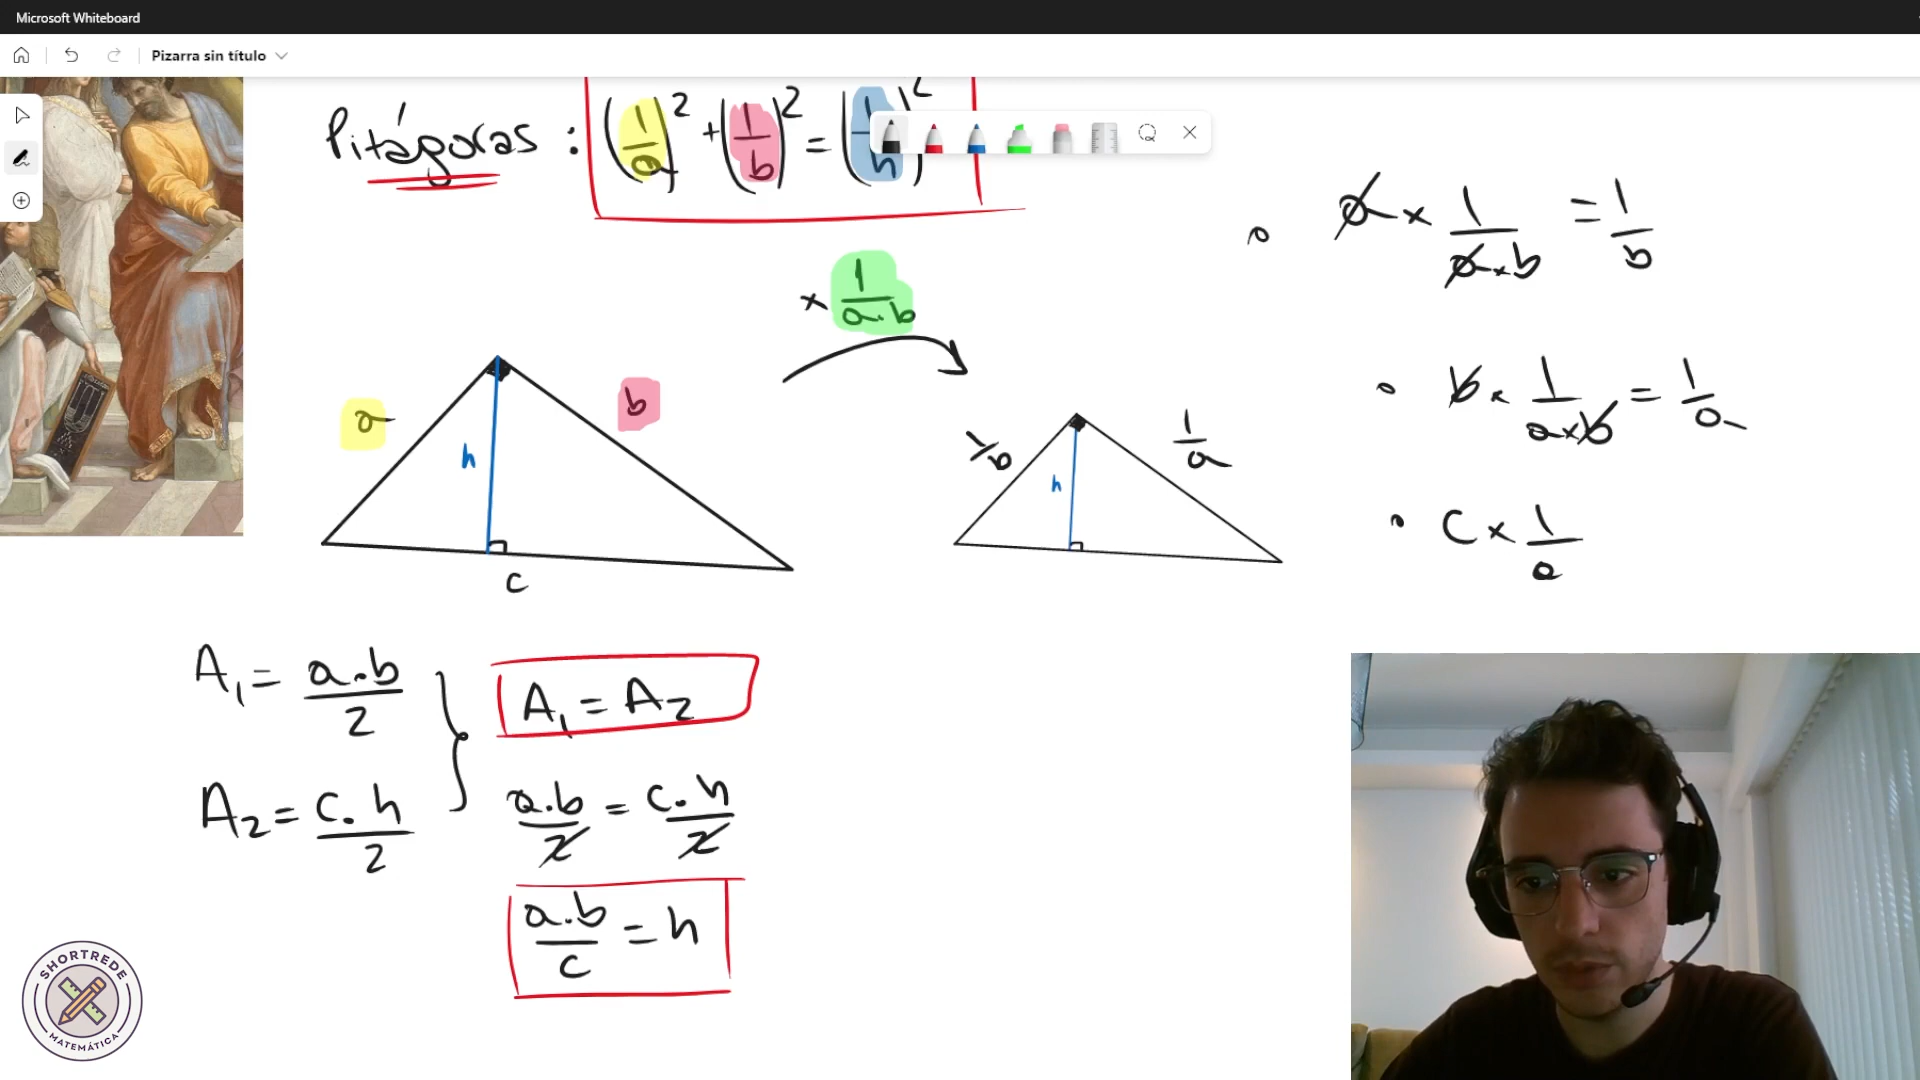 Microsoft Whiteboard
Pizarra sin título
Pitágoras : (1/a)² + (1/b)² = (1/h)²
a × 1/(a×b) = 1/b
× 1/(a·b)
b × 1/(a×b) = 1/a
a
b
h
c
1/b
1/a
h
c × 1/a
A₁ = a·b/2
A₁ = A₂
A₂ = c·h/2
a·b/2 = c·h/2
a·b/c = h
SHORTREDE
MATEMÁTICA